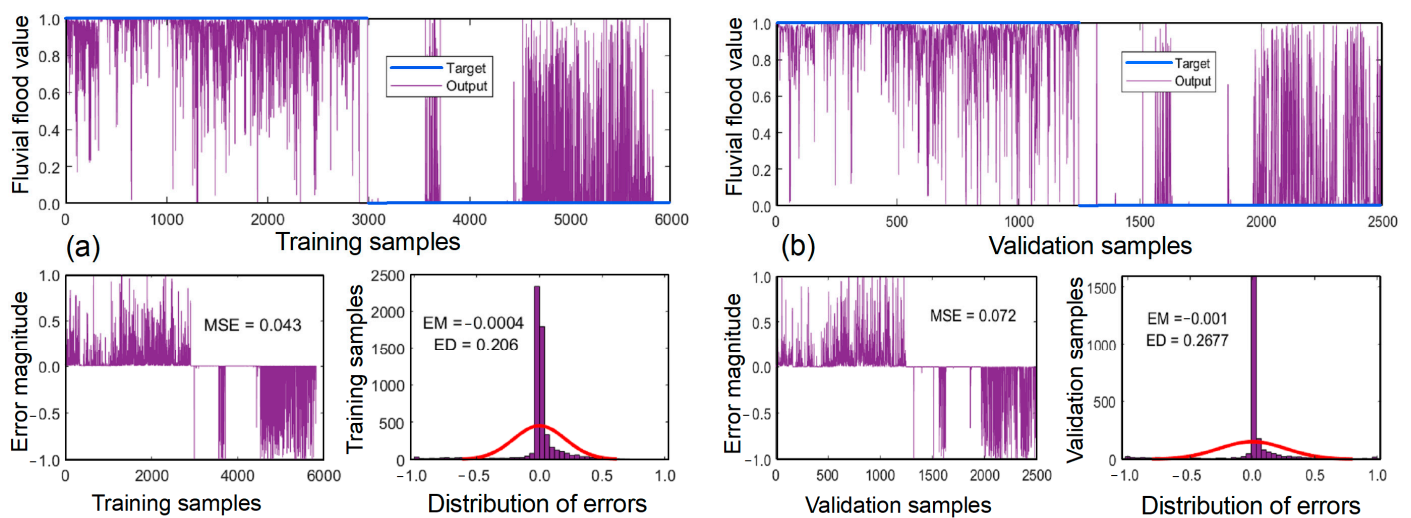 Fluvial flood value
1.0
0.8
0.6
0.4
0.2
0.0
Target
Output
0 1000 2000 3000 4000 5000 6000
(a)
Training samples
Fluvial flood value
1.0
0.8
0.6
0.4
0.2
0.0
Target
Output
0 500 1000 1500 2000 2500
(b)
Validation samples
Error magnitude
1.0
0.5
0.0
−0.5
−1.0
MSE = 0.043
0 2000 4000 6000
Training samples
Training samples
2500
2000
1500
1000
500
0
EM =−0.0004
ED = 0.206
−1.0 −0.5 0.0 0.5 1.0
Distribution of errors
Error magnitude
1.0
0.5
0.0
−0.5
−1.0
MSE = 0.072
0 500 1000 1500 2000 2500
Validation samples
Validation samples
1500
1000
500
0
EM =−0.001
ED = 0.2677
−1.0 −0.5 0.0 0.5 1.0
Distribution of errors